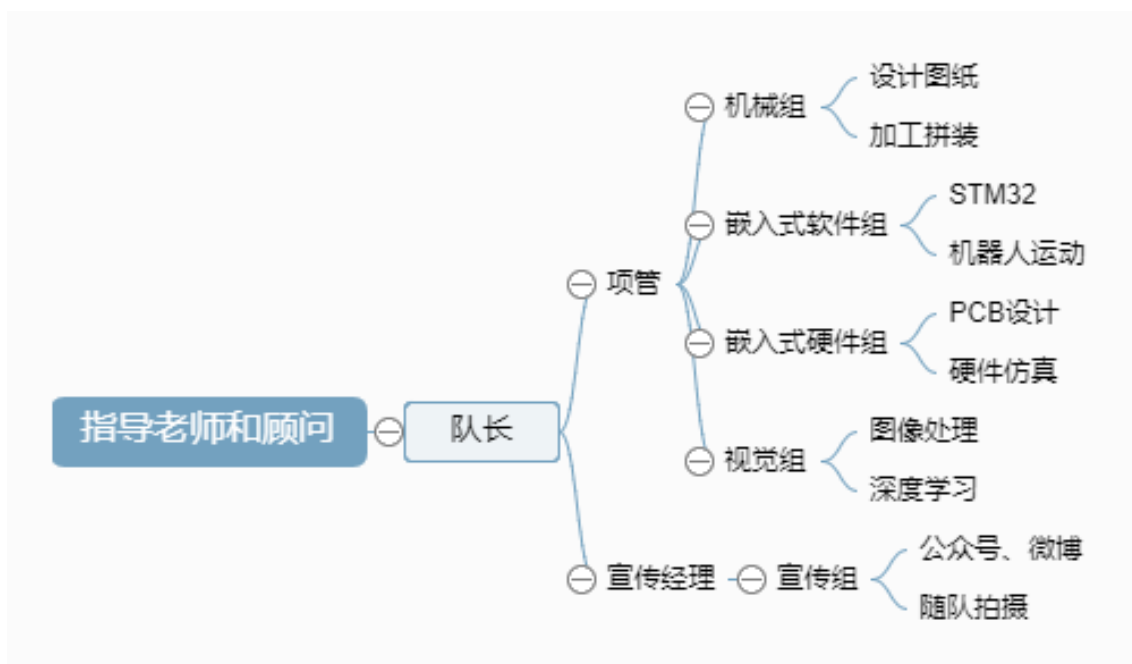 指导老师和顾问
队长
项管
机械组
设计图纸
加工拼装
嵌入式软件组
STM32
机器人运动
嵌入式硬件组
PCB设计
硬件仿真
视觉组
图像处理
深度学习
宣传经理
宣传组
公众号、微博
随队拍摄